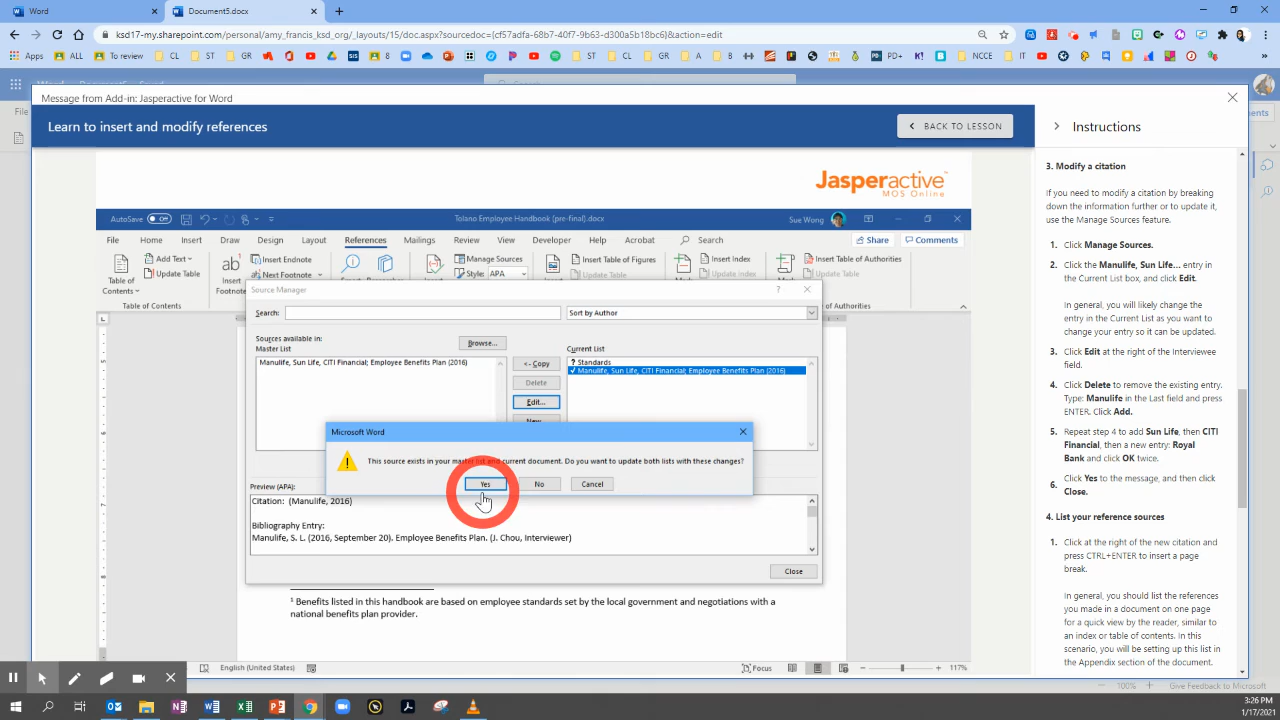 Word
Document5.docx
ksd17-my.sharepoint.com/personal/amy_francis_ksd_org/_layouts/15/doc.aspx?sourcedoc={cf57adfa-68b7-4d40-bf63-d300a5b18bc6}&action=edit
Apps ALL To review SIS CL GR A B PD+ K! NCCE IT ST CL GR
File
Message from Add-in: Jasperactive for Word
Learn to insert and modify references
BACK TO LESSON
Instructions
Jasperactive™
MOS Online
AutoSave Off
Tolano Employee Handbook (pre-final).docx
Sue Wong
File Home Insert Draw Design Layout References Mailings Review View Developer Help Acrobat Search
Share Comments
Table of Contents
Add Text
Update Table
Table of Contents
ab
Insert Footnote
Insert Endnote
Next Footnote
Manage Sources
Style: APA
Insert Table of Figures
Update Table
Insert Index
Update Index
Insert Table of Authorities
Update Table
of Authorities
Source Manager
Search:
Sort by Author
Sources available in:
Master List
Browse...
Current List
Manulife, Sun Life, CITI Financial; Employee Benefits Plan (2016)
<- Copy
Delete
Edit...
New...
? Standards
✓ Manulife, Sun Life, CITI Financial; Employee Benefits Plan (2016)
Microsoft Word
This source exists in your master list and current document. Do you want to update both lists with these changes?
Yes No Cancel
Preview (APA):
Citation: (Manulife, 2016)
Bibliography Entry:
Manulife, S. L. (2016, September 20). Employee Benefits Plan. (J. Chou, Interviewer)
Close
1 Benefits listed in this handbook are based on employee standards set by the local government and negotiations with a
national benefits plan provider.
English (United States)
Focus
117%
3. Modify a citation
If you need to modify a citation by breaking
down the information further or to update it,
use the Manage Sources feature.
1. Click Manage Sources.
2. Click the Manulife, Sun Life... entry in
the Current List box, and click Edit.
In general, you will likely change the
entry in the Current List as you want to
change your entry so it can be updated.
3. Click Edit at the right of the Interviewee
field.
4. Click Delete to remove the existing entry.
Type: Manulife in the Last field and press
ENTER. Click Add.
5. Repeat step 4 to add Sun Life, then CITI
Financial, then a new entry: Royal
Bank and click OK twice.
6. Click Yes to the message, and then click
Close.
4. List your reference sources
1. Click at the right of the new citation and
press CTRL+ENTER to insert a page
break.
In general, you should list the references
you made in a document on one page
for a quick view by the reader, similar to
an index or table of contents. In this
scenario, you will be setting up this list in
the Appendix section of the document.
100% Give Feedback to Microsoft
3:26 PM
1/17/2021